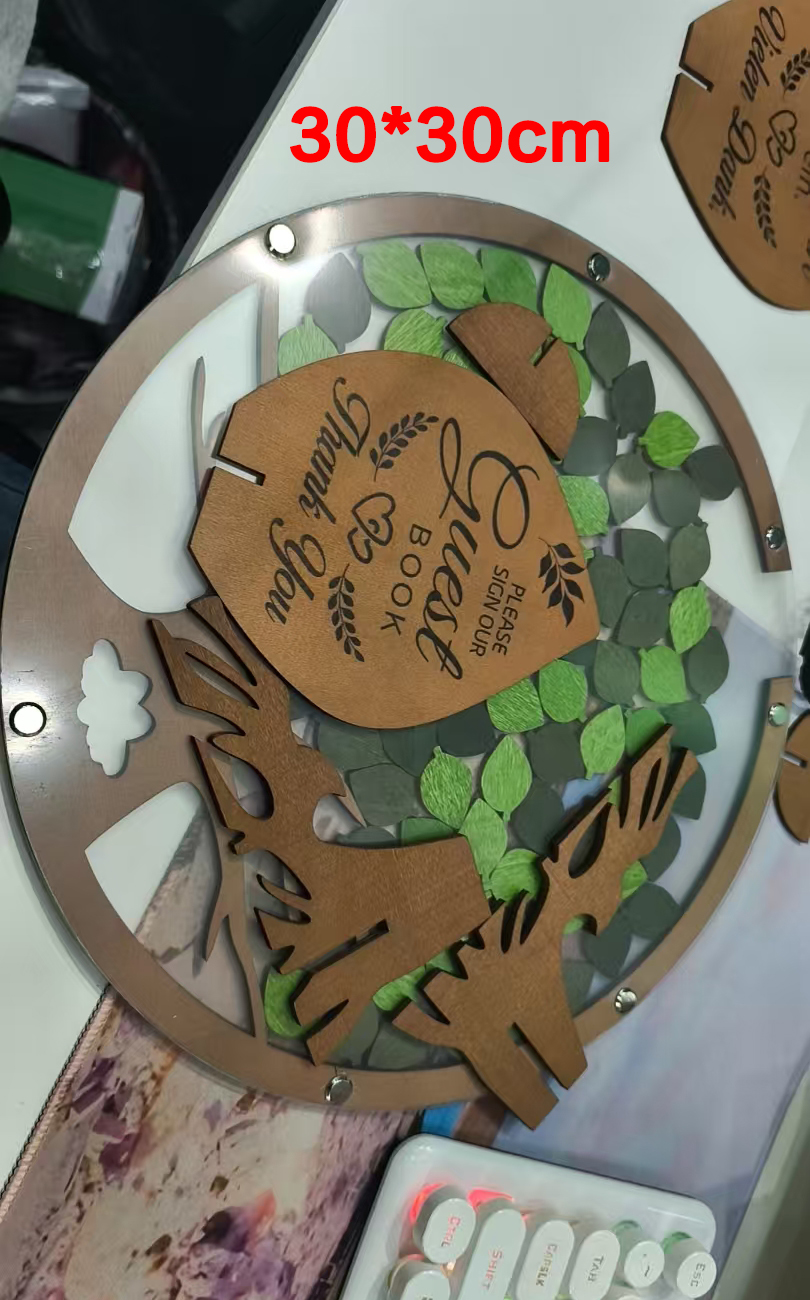 30*30cm
PLEASE
SIGN OUR
Guest
BOOK
Thank You
Vielen Dank
CTRL
SHIFT
CAPSLK
TAB
ESC